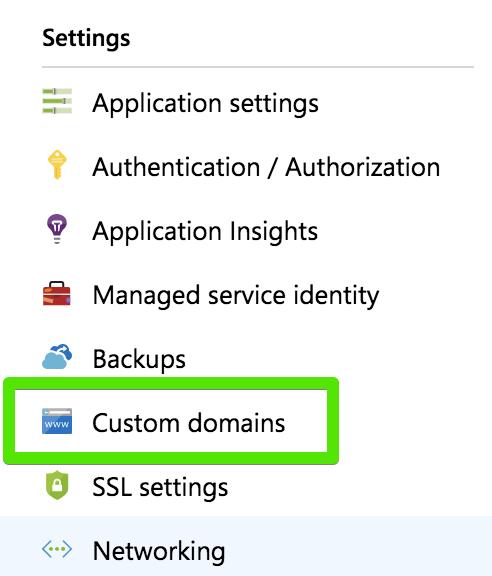 Settings
Application settings
Authentication / Authorization
Application Insights
Managed service identity
Backups
www
Custom domains
SSL settings
Networking